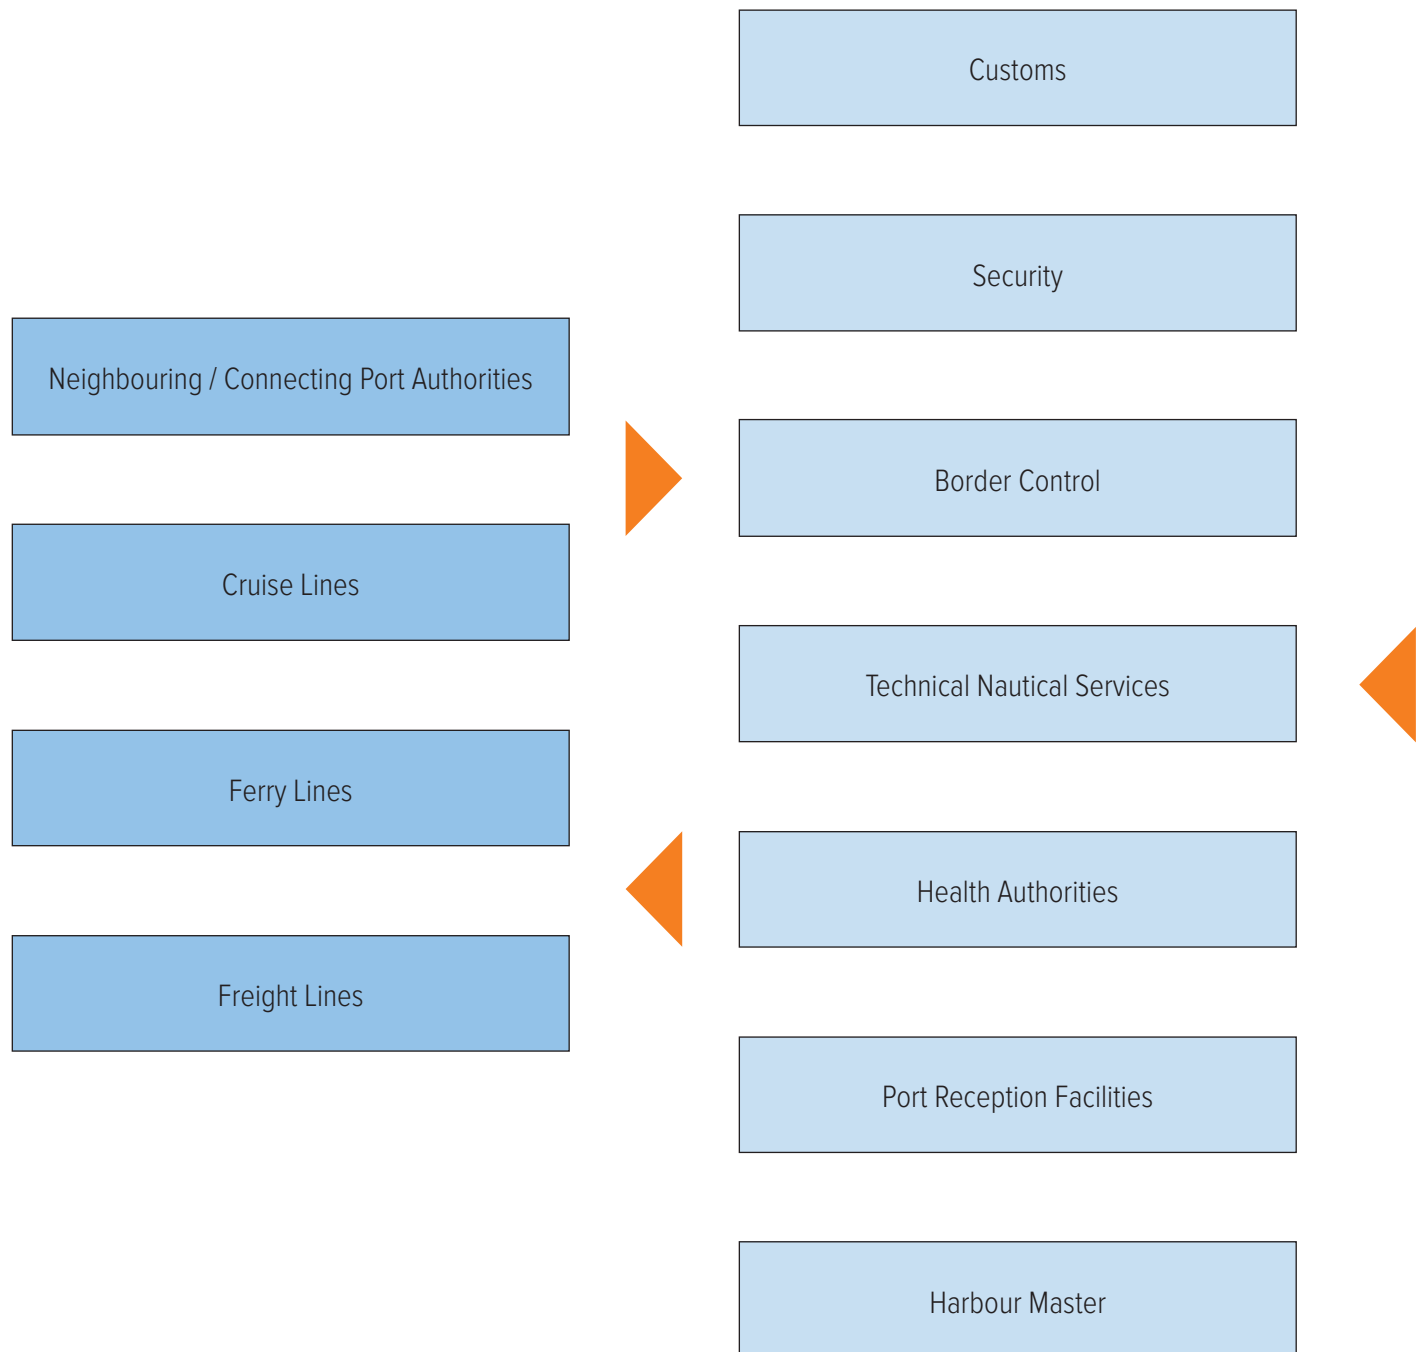 Customs
Security
Neighbouring / Connecting Port Authorities
Border Control
Cruise Lines
Technical Nautical Services
Ferry Lines
Health Authorities
Freight Lines
Port Reception Facilities
Harbour Master